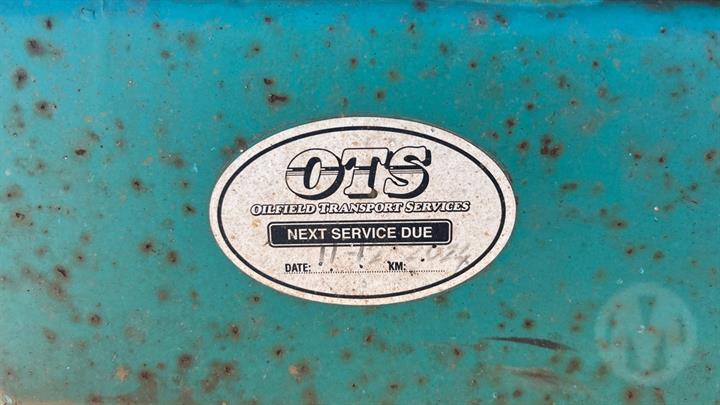 OTS
OILFIELD TRANSPORT SERVICES
NEXT SERVICE DUE
DATE: KM: